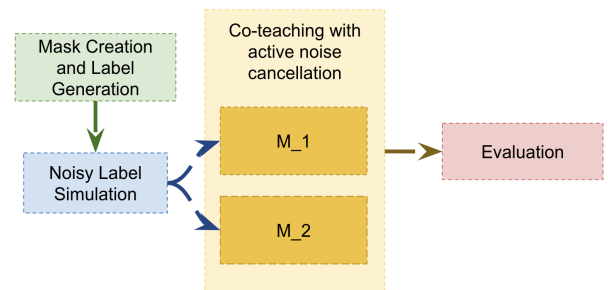 Mask Creation
and Label
Generation
Noisy Label
Simulation
Co-teaching with
active noise
cancellation
M_1
M_2
Evaluation